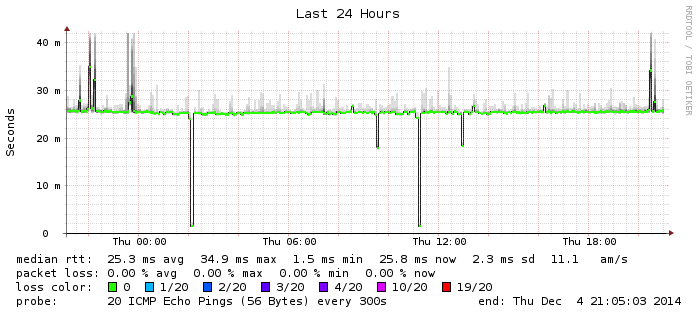 Last 24 Hours
RRDTOOL / TOBI OETIKER
Seconds
40 m
30 m
20 m
10 m
0
Thu 00:00 Thu 06:00 Thu 12:00 Thu 18:00
median rtt: 25.3 ms avg 34.9 ms max 1.5 ms min 25.8 ms now 2.3 ms sd 11.1 am/s
packet loss: 0.00 % avg 0.00 % max 0.00 % min 0.00 % now
loss color: 0 1/20 2/20 3/20 4/20 10/20 19/20
probe: 20 ICMP Echo Pings (56 Bytes) every 300s end: Thu Dec 4 21:05:03 2014